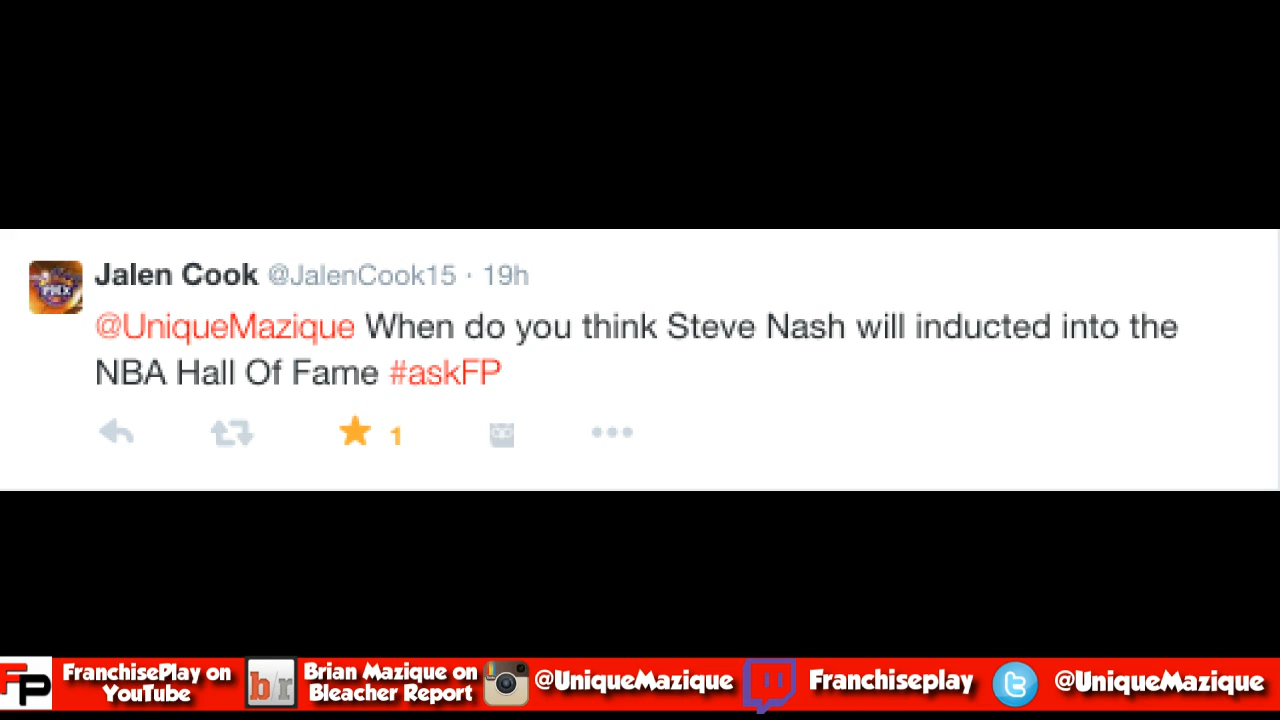 Jalen Cook @JalenCook15 · 19h
@UniqueMazique When do you think Steve Nash will inducted into the
NBA Hall Of Fame #askFP
1
PHX
FP
FranchisePlay on
YouTube
b/r
Brian Mazique on
Bleacher Report
@UniqueMazique
Franchiseplay
@UniqueMazique